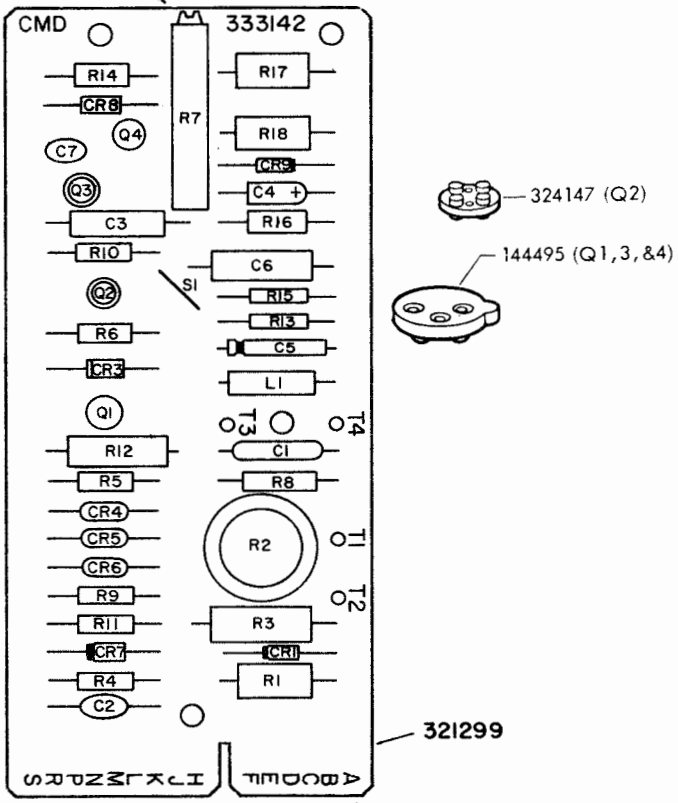 CMD
333142
R14
R17
CR8
R7
Q4
R18
C7
CR9
Q3
C4 +
324147 (Q2)
C3
R16
R10
144495 (Q1,3,&4)
C6
S1
Q2
R15
R13
R6
C5
CR3
L1
Q1
T3
T4
R12
C1
R5
R8
CR4
CR5
R2
T1
CR6
R9
T2
R11
R3
CR7
CR1
R4
R1
C2
321299
S R P N M L K J H
F E D C B A